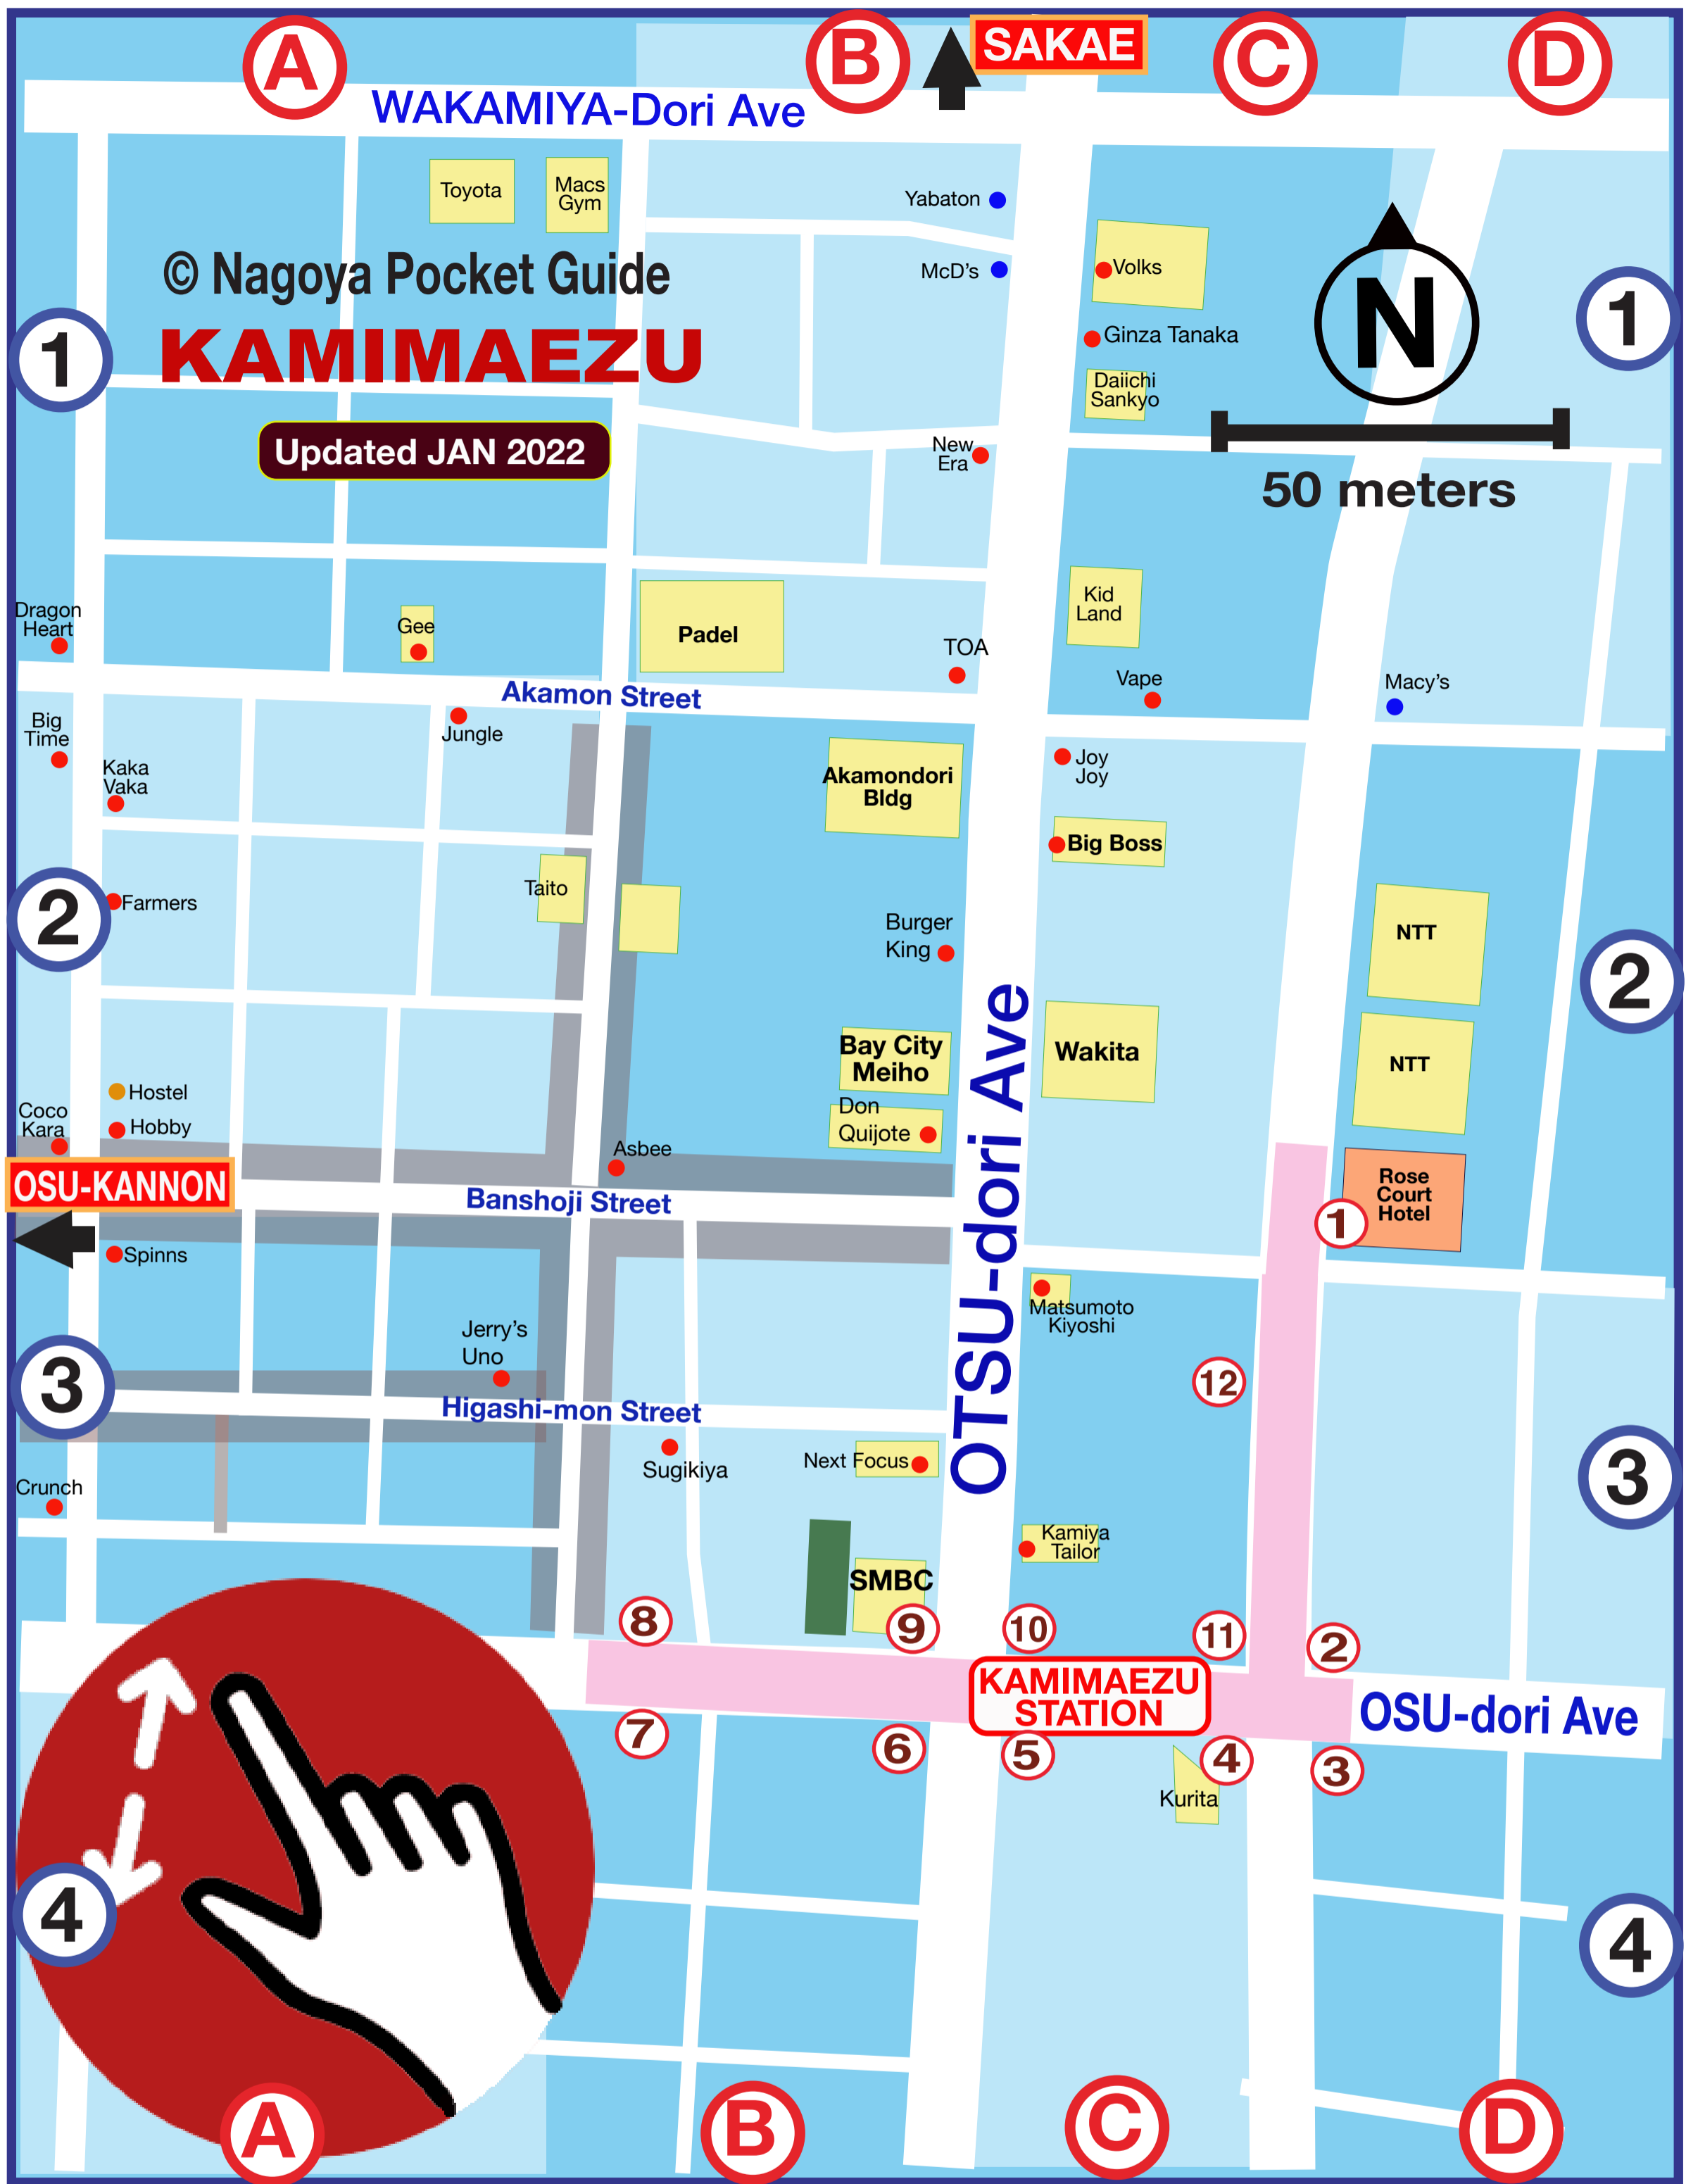 A
B
SAKAE
C
D
WAKAMIYA-Dori Ave
Toyota
Macs
Gym
Yabaton
© Nagoya Pocket Guide
McD's
Volks
N
1
KAMIMAEZU
1
Ginza Tanaka
Daiichi
Sankyo
Updated JAN 2022
New
Era
50 meters
Dragon
Heart
Gee
Padel
TOA
Kid
Land
Akamon Street
Vape
Macy's
Big
Time
Jungle
Kaka
Vaka
Akamondori
Bldg
Joy
Joy
Big Boss
2
Farmers
Taito
Burger
King
NTT
2
OTSU-dori Ave
Bay City
Meiho
Wakita
NTT
Hostel
Coco
Kara
Hobby
Don
Quijote
Asbee
OSU-KANNON
Banshoji Street
Rose
Court
Hotel
1
Spinns
Matsumoto
Kiyoshi
Jerry's
Uno
3
12
Higashi-mon Street
Sugikiya
Next Focus
3
Crunch
Kamiya
Tailor
SMBC
8
9
10
11
2
KAMIMAEZU
STATION
OSU-dori Ave
7
6
5
4
3
Kurita
4
4
A
B
C
D